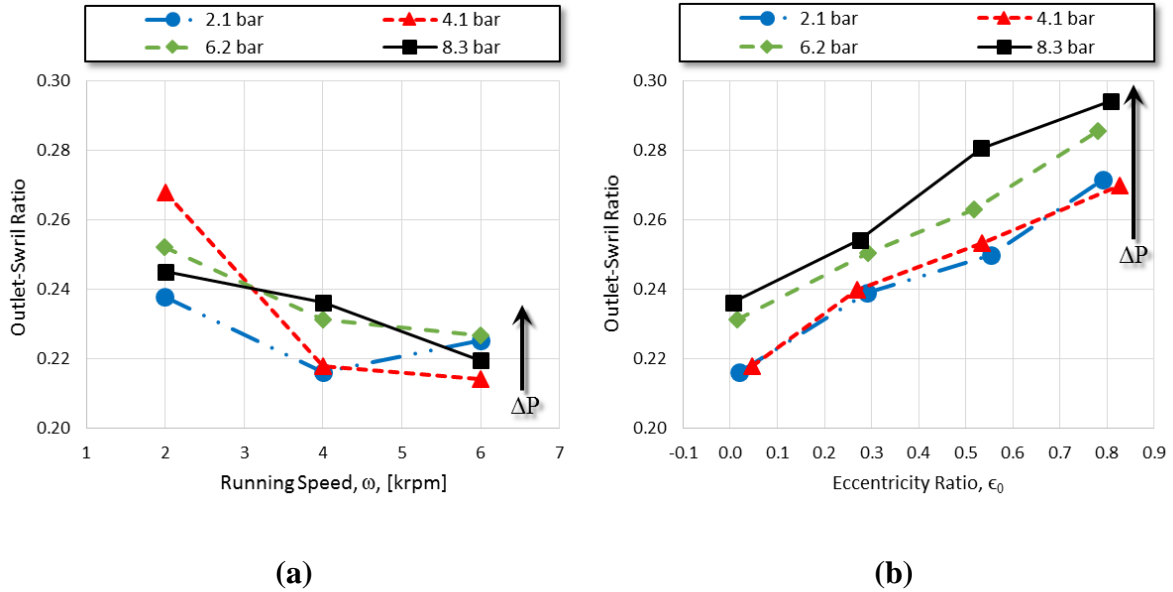 2.1 bar 4.1 bar
6.2 bar 8.3 bar
0.30
0.28
0.26
0.24
0.22
0.20
Outlet-Swril Ratio
1 2 3 4 5 6 7
Running Speed, ω, [krpm]
ΔP
(a)
2.1 bar 4.1 bar
6.2 bar 8.3 bar
0.30
0.28
0.26
0.24
0.22
0.20
Outlet-Swril Ratio
-0.1 0.0 0.1 0.2 0.3 0.4 0.5 0.6 0.7 0.8 0.9
Eccentricity Ratio, ϵ₀
ΔP
(b)